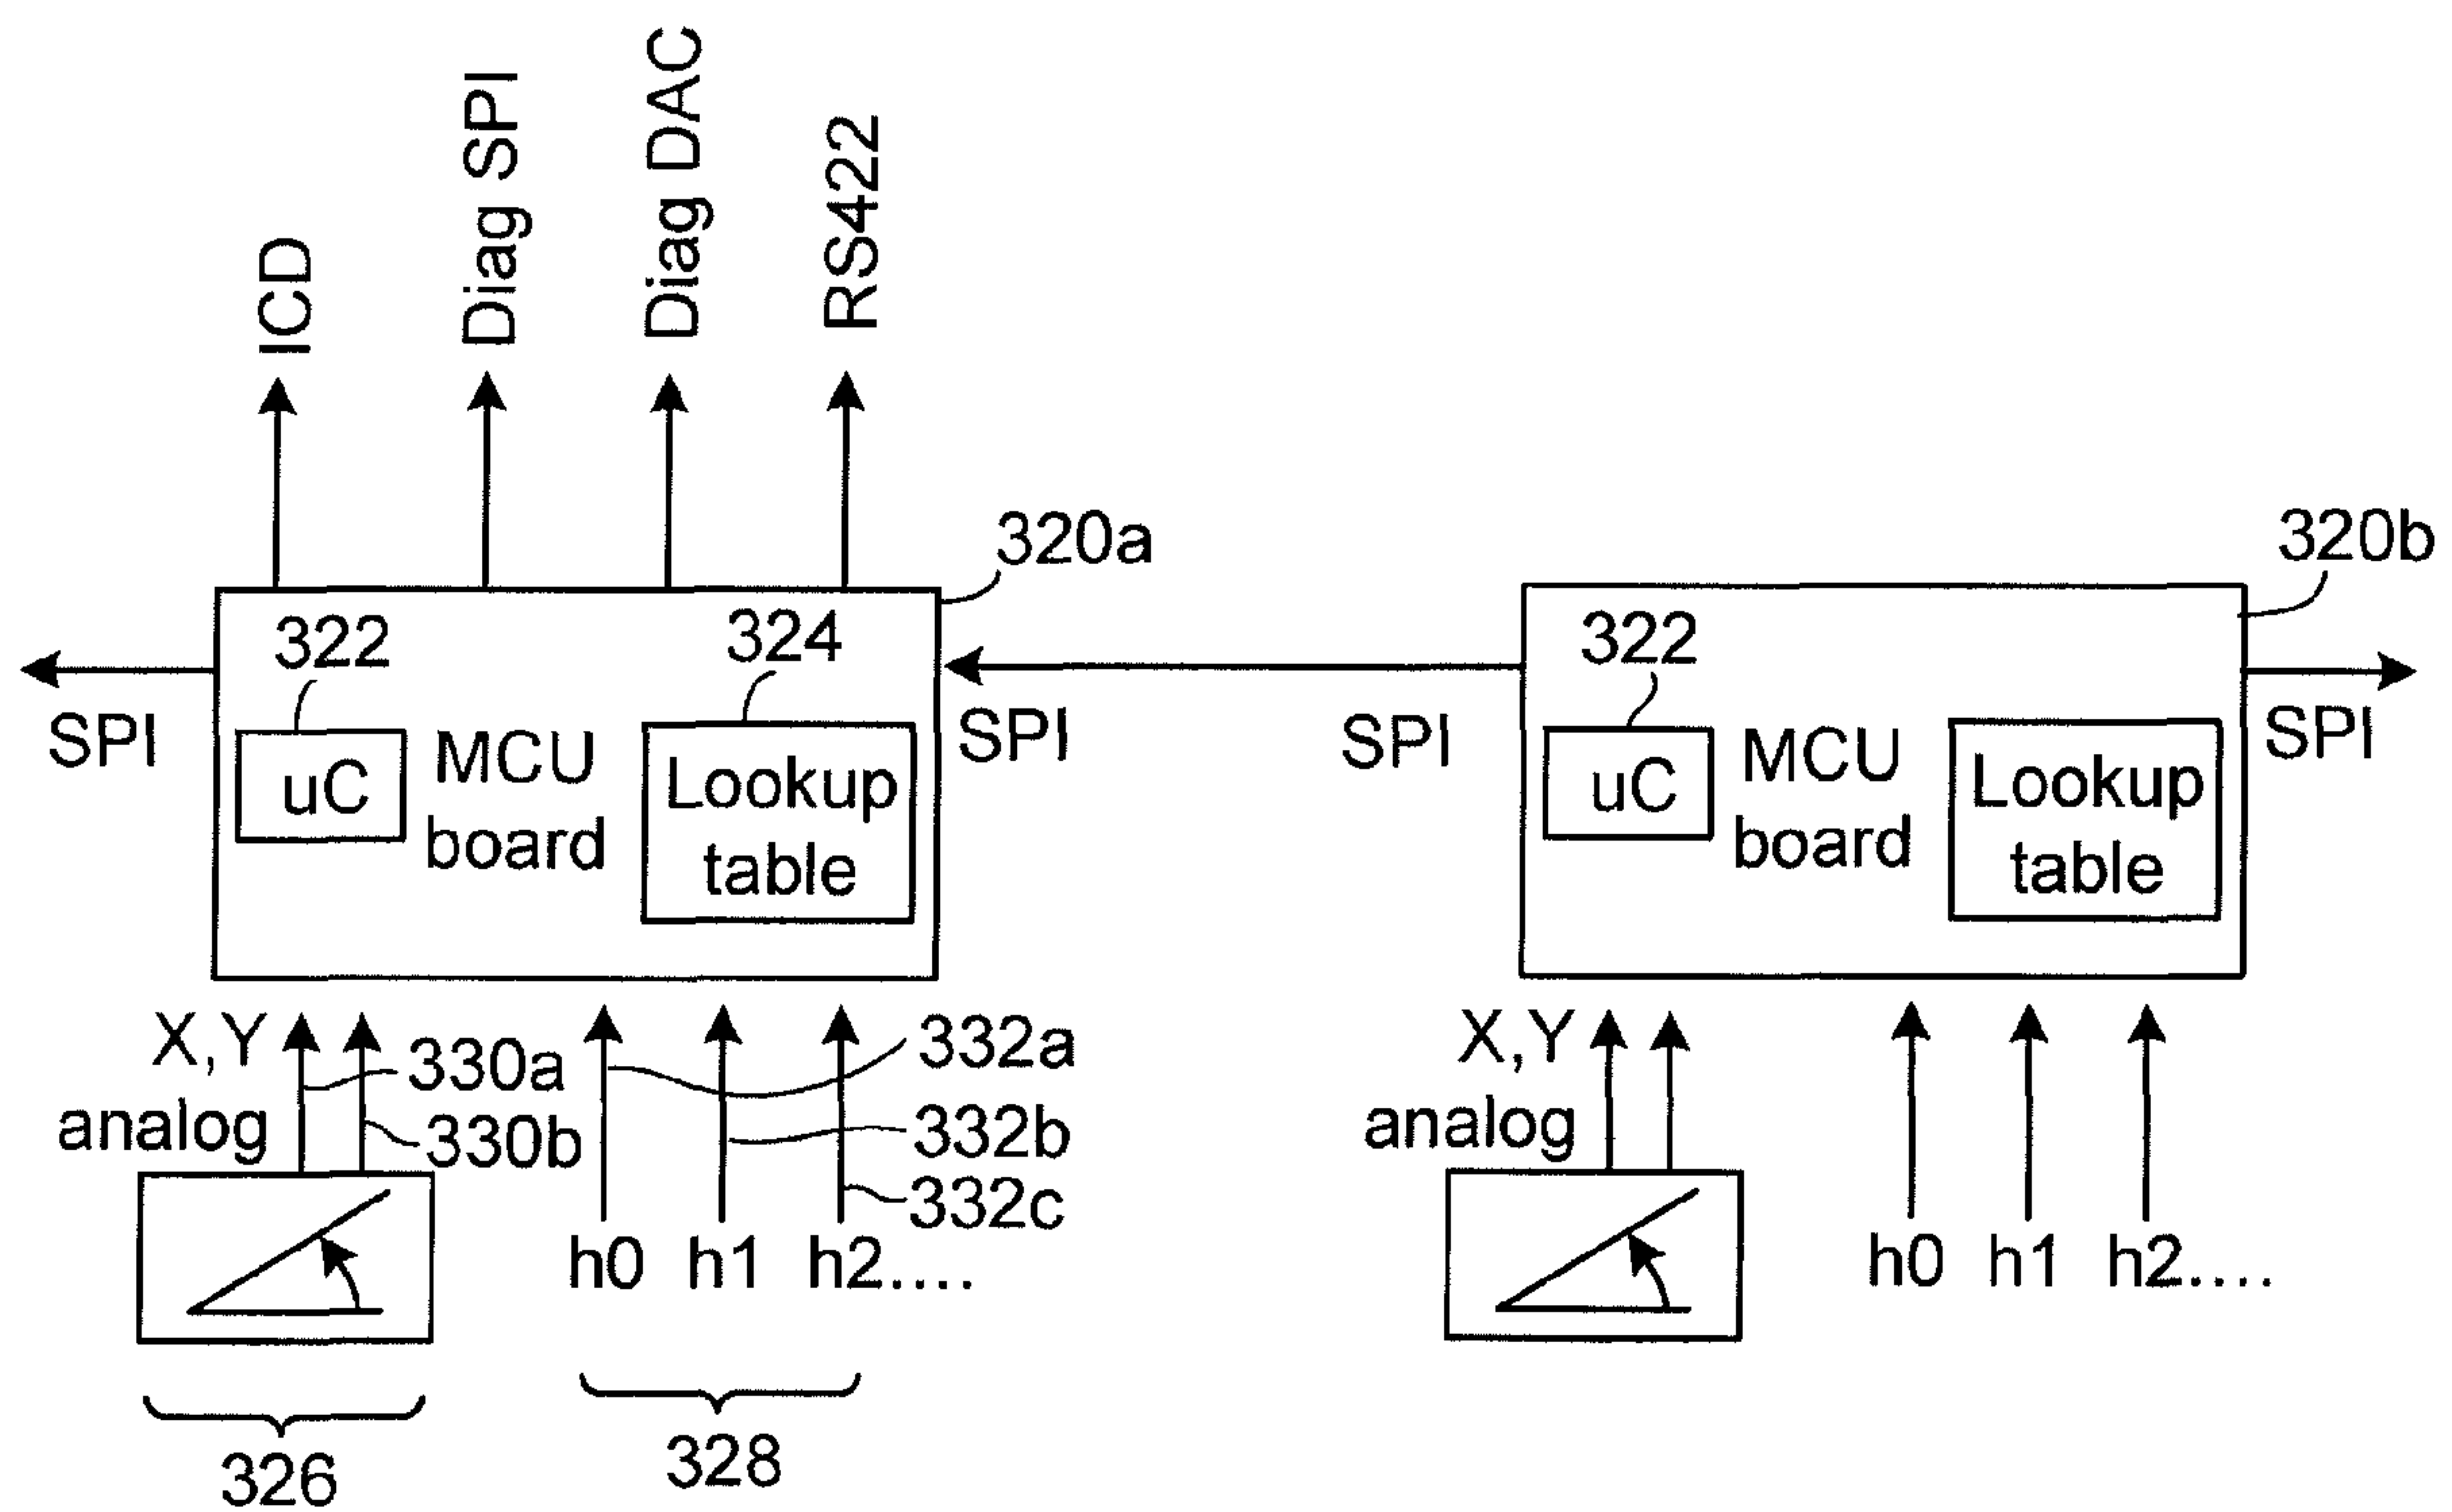 ICD
Diag SPI
Diag DAC
RS422
320a
320b
322
324
322
SPI
uC
MCU
board
Lookup
table
SPI
SPI
uC
MCU
board
Lookup
table
SPI
X,Y
analog
330a
330b
332a
332b
332c
h0
h1
h2....
X,Y
analog
h0
h1
h2....
326
328